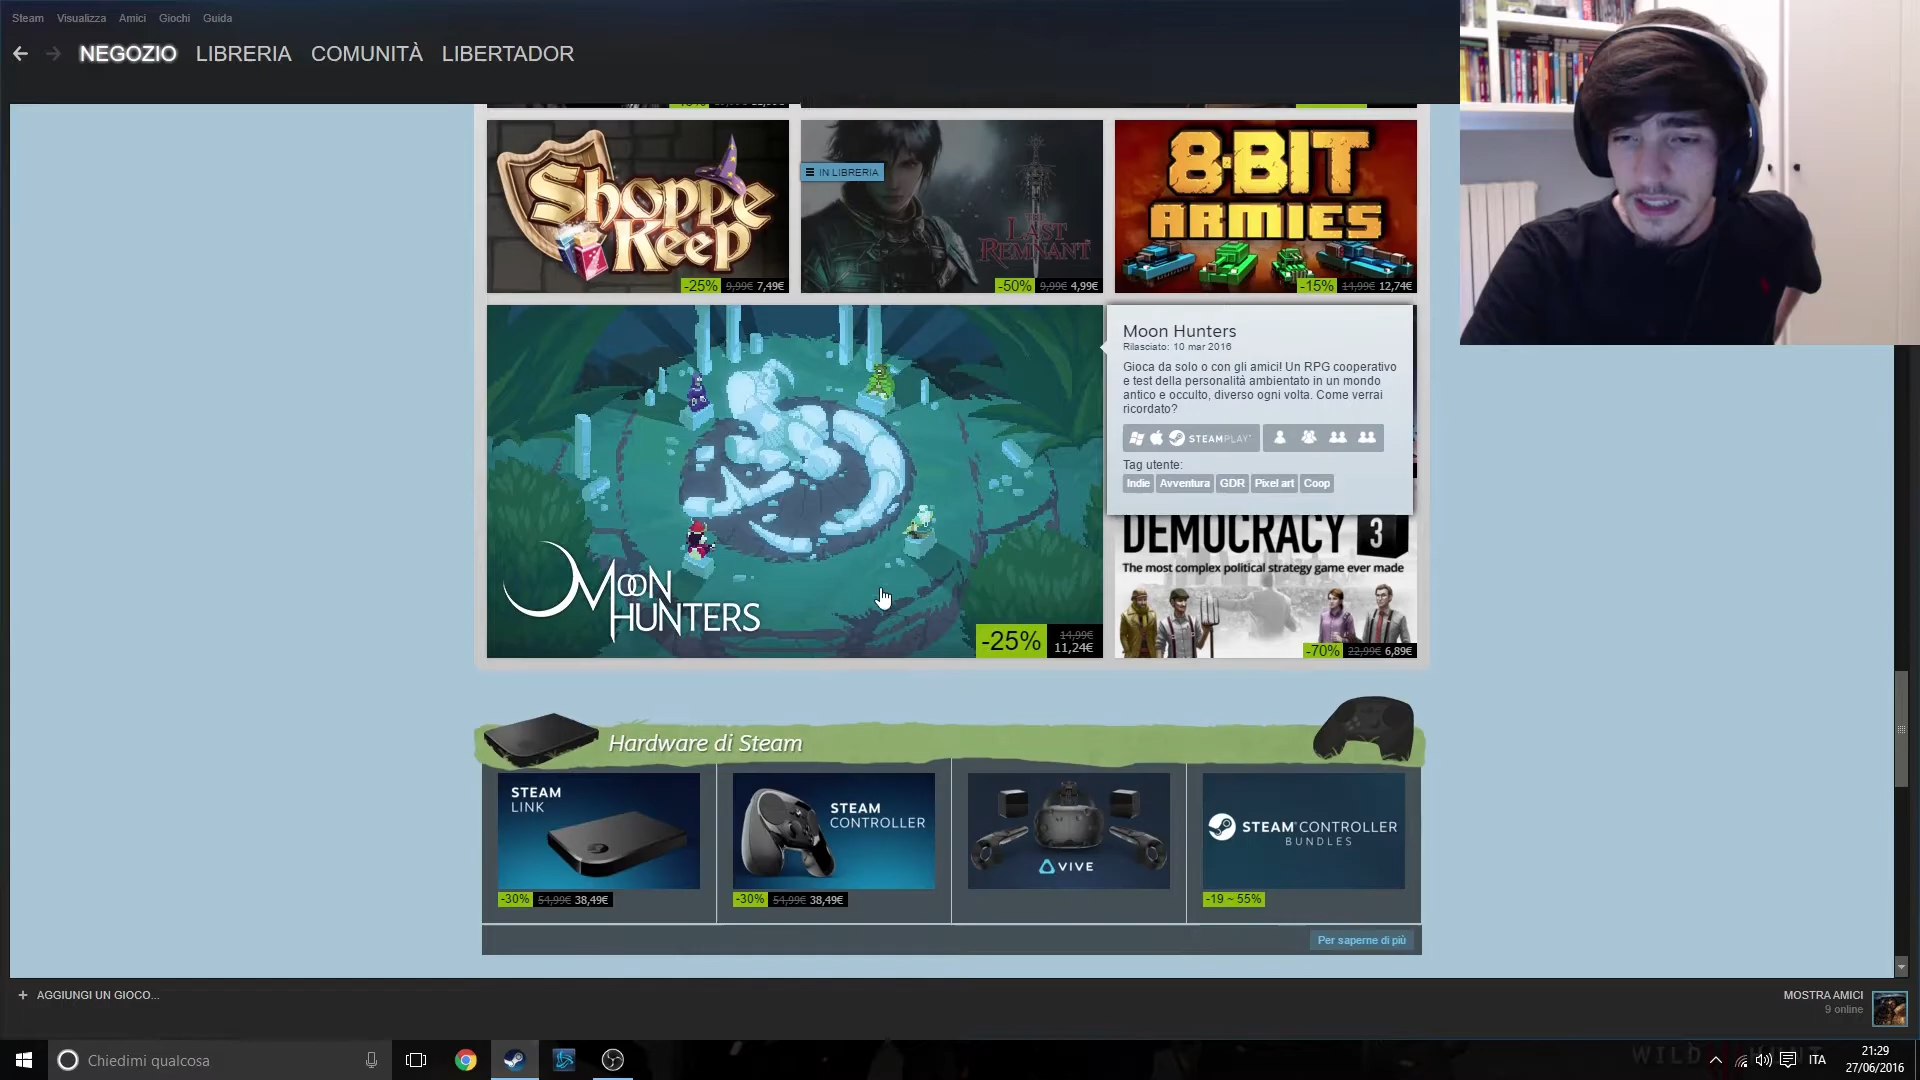 Steam Visualizza Amici Giochi Guida
NEGOZIO LIBRERIA COMUNITÀ LIBERTADOR
Shoppe Keep
-25% 9,99€ 7,49€
IN LIBRERIA
THE LAST REMNANT
-50% 9,99€ 4,99€
8-BIT ARMIES
-15% 14,99€ 12,74€
MOON HUNTERS
-25% 14,99€ 11,24€
Moon Hunters
Rilasciato: 10 mar 2016
Gioca da solo o con gli amici! Un RPG cooperativo
e test della personalità ambientato in un mondo
antico e occulto, diverso ogni volta. Come verrai
ricordato?
STEAMPLAY
Tag utente:
Indie Avventura GDR Pixel art Coop
DEMOCRACY 3
The most complex political strategy game ever made
-70% 22,99€ 6,89€
Hardware di Steam
STEAM LINK
-30% 54,99€ 38,49€
STEAM CONTROLLER
-30% 54,99€ 38,49€
VIVE
STEAM CONTROLLER BUNDLES
-19 ~ 55%
Per saperne di più
+ AGGIUNGI UN GIOCO...
MOSTRA AMICI
9 online
Chiedimi qualcosa
WILD HUNT
ITA
21:29
27/06/2016